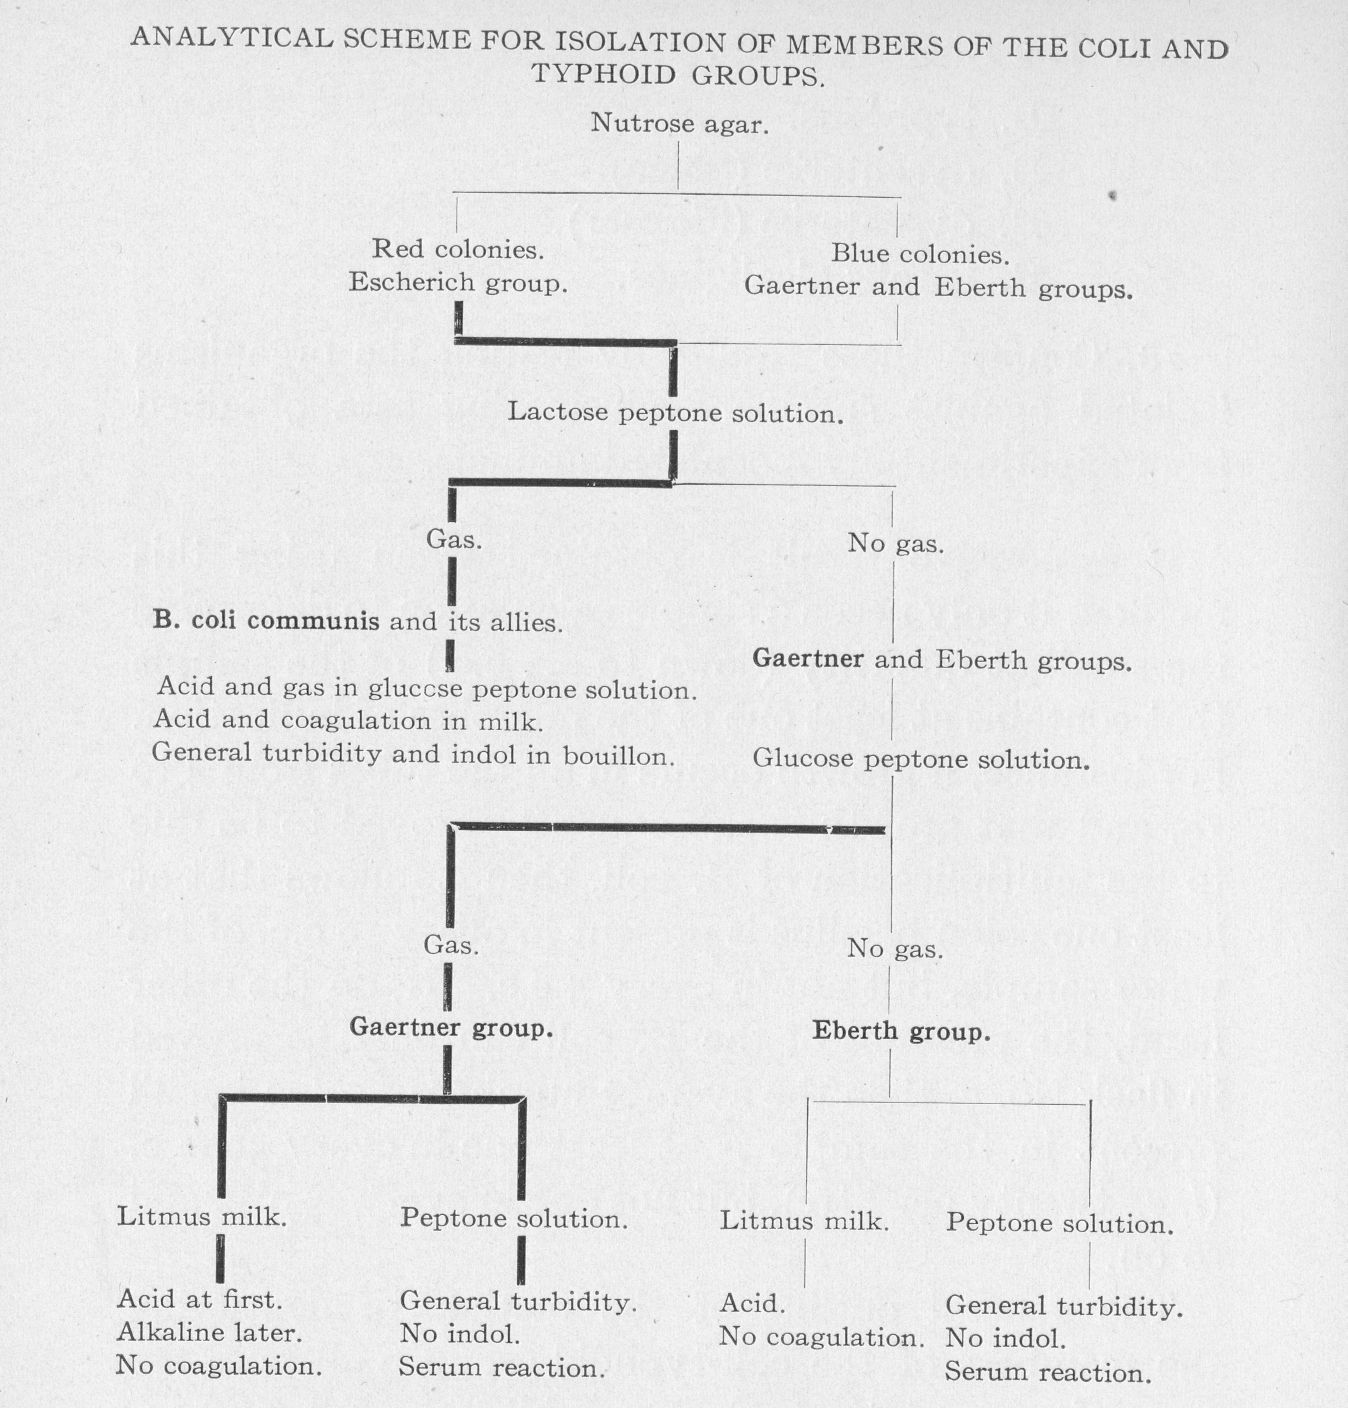 ANALYTICAL SCHEME FOR ISOLATION OF MEMBERS OF THE COLI AND
TYPHOID GROUPS.
Nutrose agar.
Red colonies.
Escherich group.
Blue colonies.
Gaertner and Eberth groups.
Lactose peptone solution.
Gas.
No gas.
B. coli communis and its allies.
Gaertner and Eberth groups.
Acid and gas in glucose peptone solution.
Acid and coagulation in milk.
General turbidity and indol in bouillon.
Glucose peptone solution.
Gas.
No gas.
Gaertner group.
Eberth group.
Litmus milk.
Peptone solution.
Litmus milk.
Peptone solution.
Acid at first.
Alkaline later.
No coagulation.
General turbidity.
No indol.
Serum reaction.
Acid.
No coagulation.
General turbidity.
No indol.
Serum reaction.